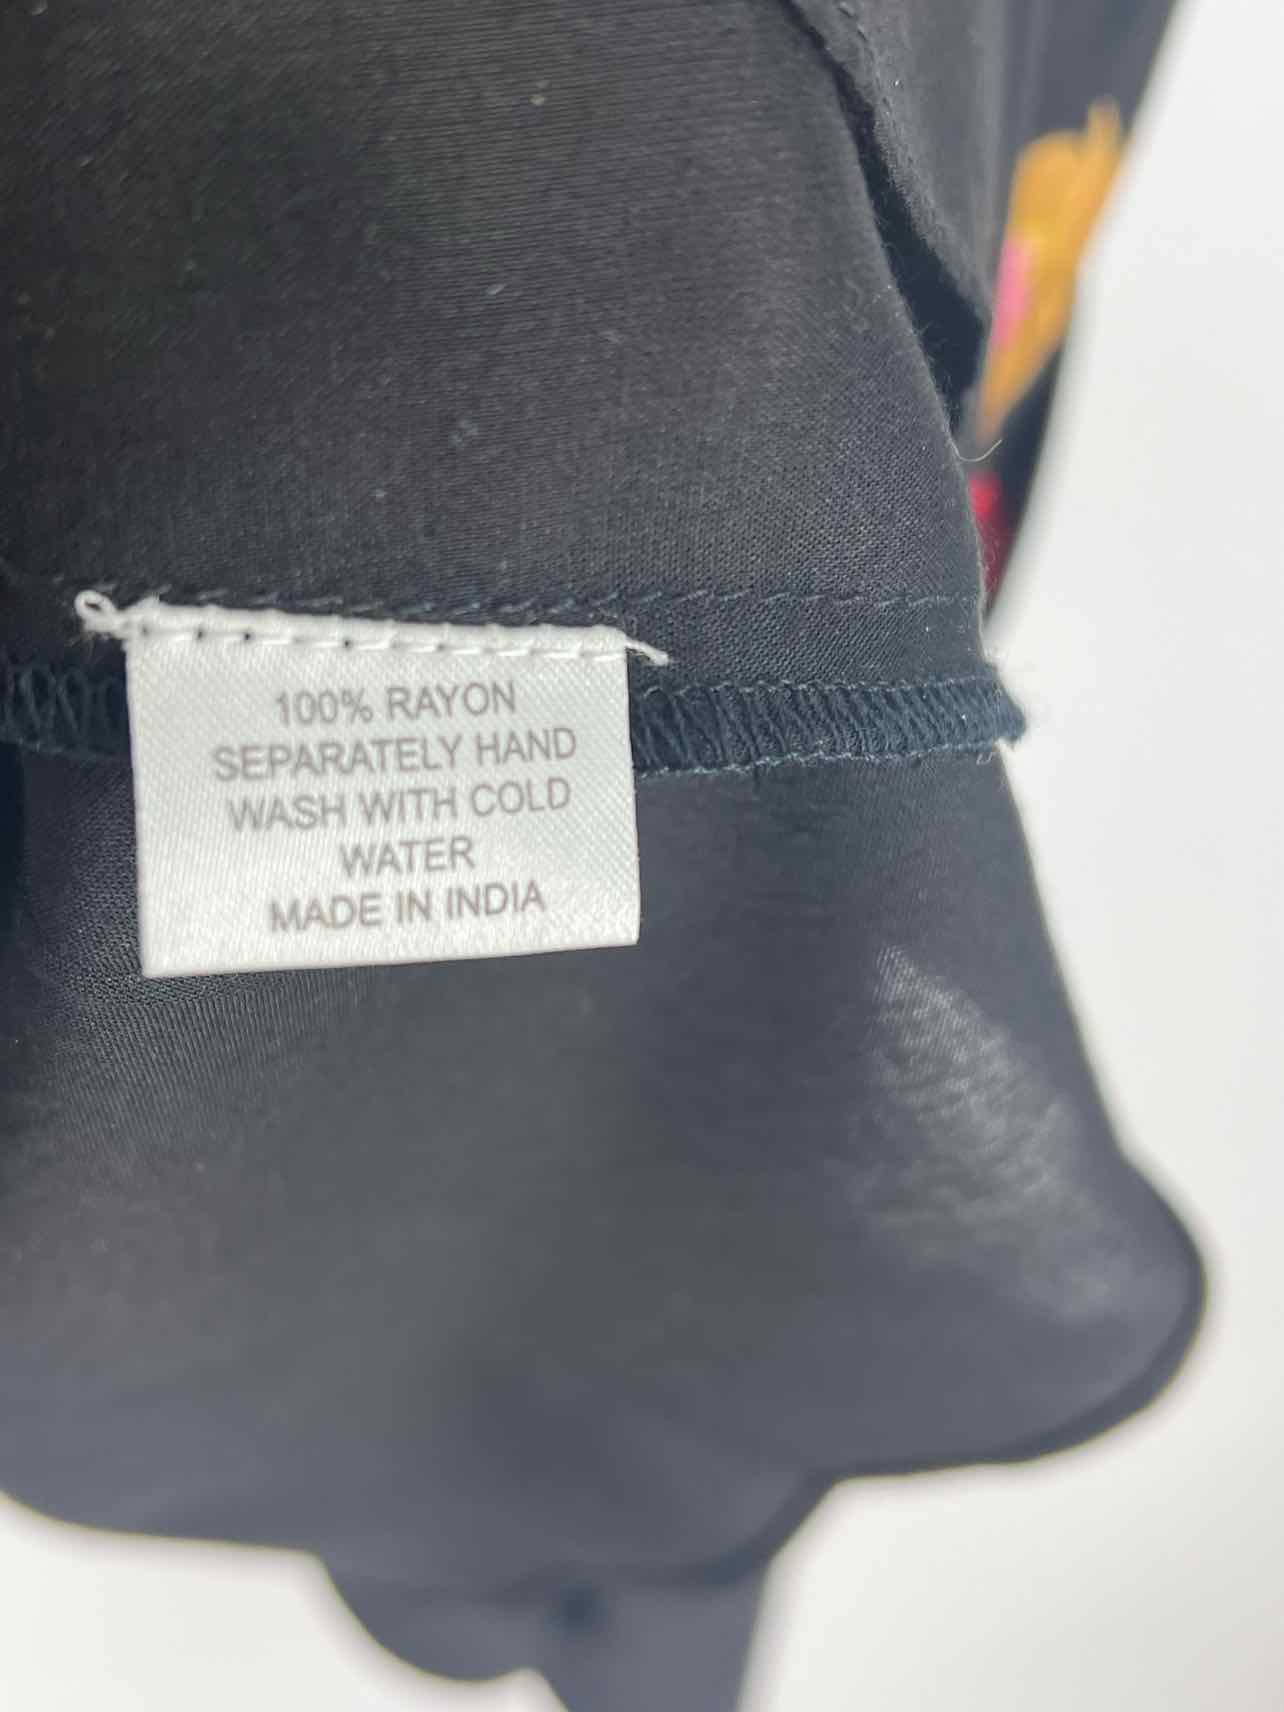 100% RAYON
SEPARATELY HAND
WASH WITH COLD
WATER
MADE IN INDIA